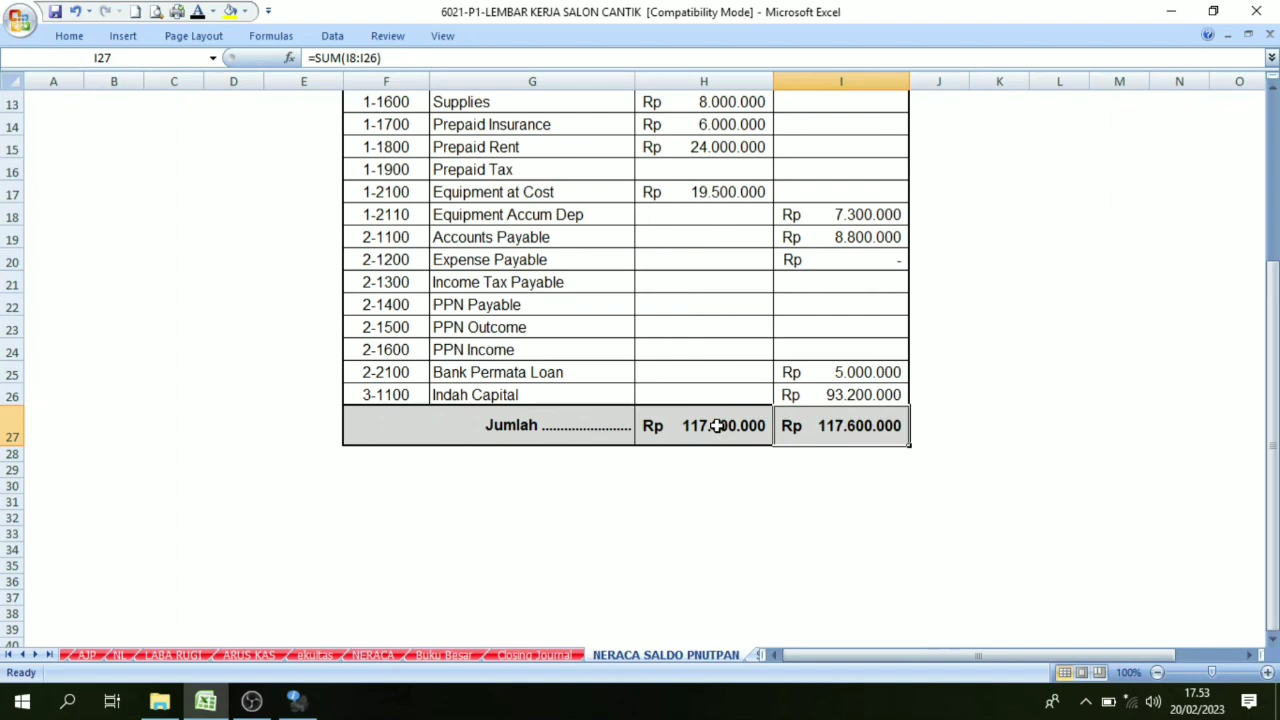 6021-P1-LEMBAR KERJA SALON CANTIK [Compatibility Mode] - Microsoft Excel
Home Insert Page Layout Formulas Data Review View
I27 fx =SUM(I8:I26)
A B C D E F G H I J K L M N O
13 1-1600 Supplies Rp 8.000.000
14 1-1700 Prepaid Insurance Rp 6.000.000
15 1-1800 Prepaid Rent Rp 24.000.000
16 1-1900 Prepaid Tax
17 1-2100 Equipment at Cost Rp 19.500.000
18 1-2110 Equipment Accum Dep Rp 7.300.000
19 2-1100 Accounts Payable Rp 8.800.000
20 2-1200 Expense Payable Rp -
21 2-1300 Income Tax Payable
22 2-1400 PPN Payable
23 2-1500 PPN Outcome
24 2-1600 PPN Income
25 2-2100 Bank Permata Loan Rp 5.000.000
26 3-1100 Indah Capital Rp 93.200.000
27 Jumlah ........................ Rp Rp 117.600.000
28
29
30
31
32
33
34
35
36
37
38
39
40
AJP NL LABA RUGI ARUS KAS ekuitas NERACA Buku Besar Closing Journal NERACA SALDO PNUTPAN
Ready 100%
17.53
20/02/2023